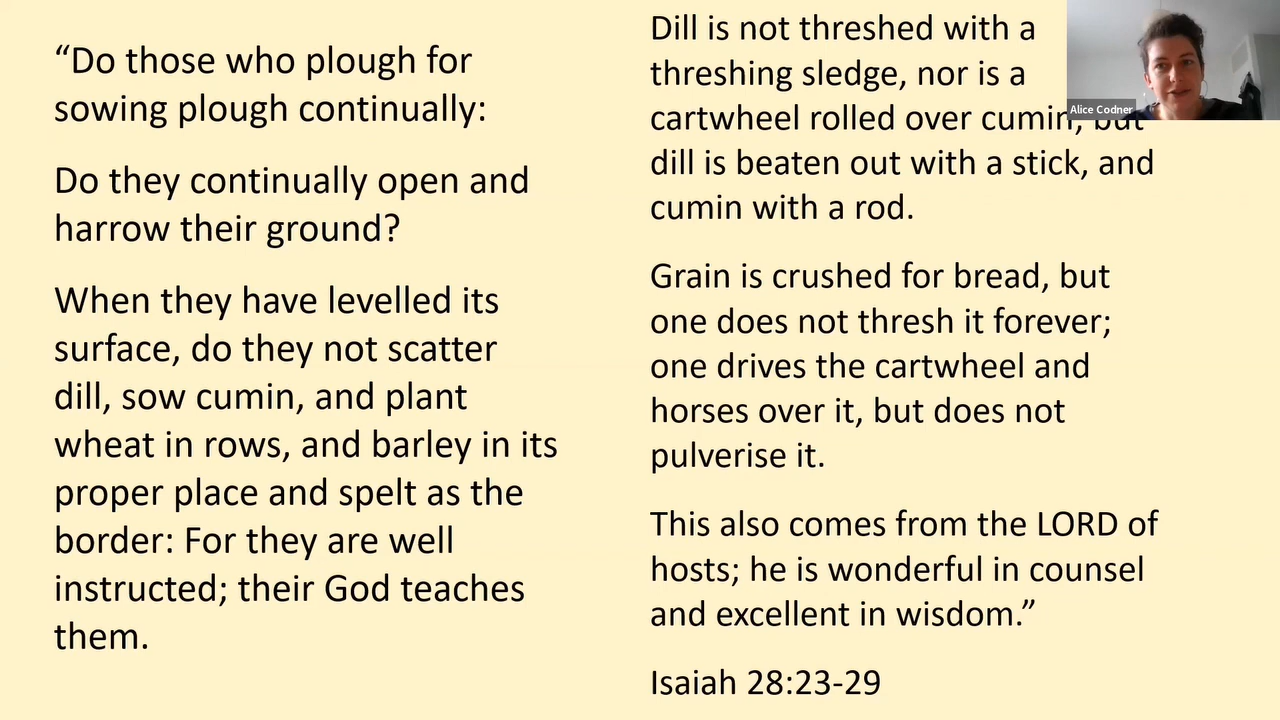 “Do those who plough for
sowing plough continually:
Do they continually open and
harrow their ground?
When they have levelled its
surface, do they not scatter
dill, sow cumin, and plant
wheat in rows, and barley in its
proper place and spelt as the
border: For they are well
instructed; their God teaches
them.
Dill is not threshed with a
threshing sledge, nor is a
cartwheel rolled over cumin, but
dill is beaten out with a stick, and
cumin with a rod.
Grain is crushed for bread, but
one does not thresh it forever;
one drives the cartwheel and
horses over it, but does not
pulverise it.
This also comes from the LORD of
hosts; he is wonderful in counsel
and excellent in wisdom.”
Isaiah 28:23-29
Alice Codner